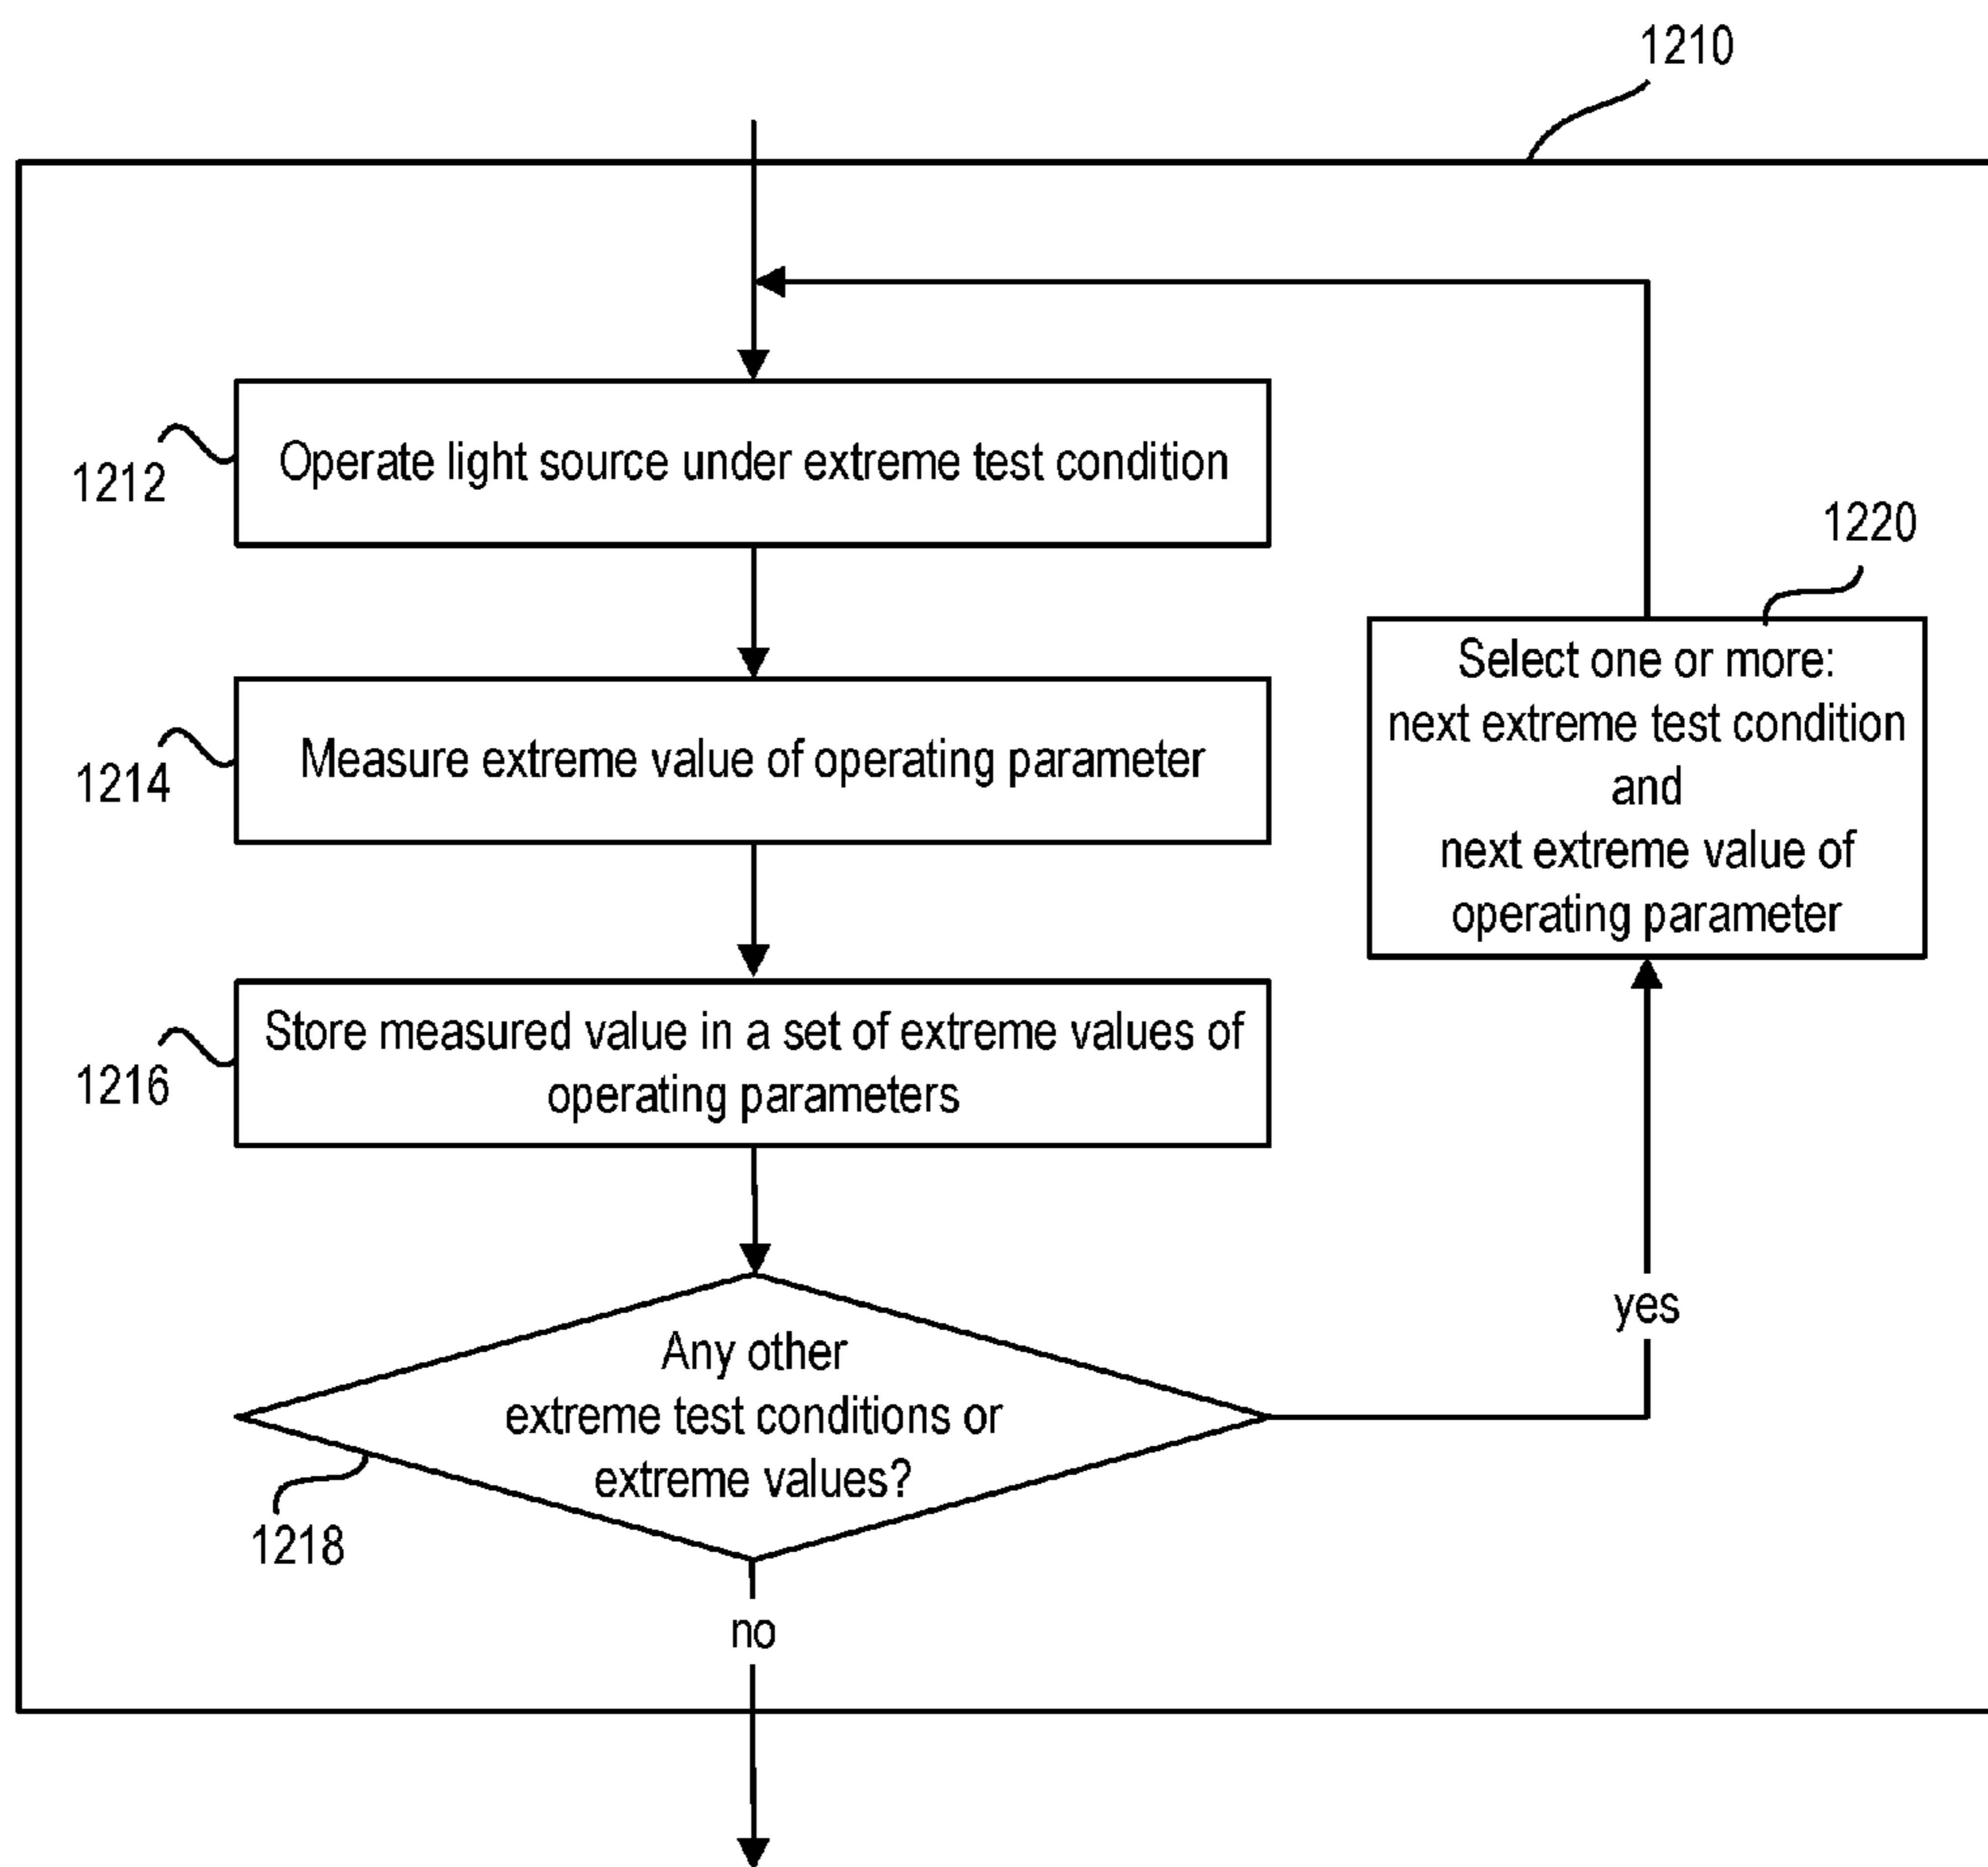 1210
1212
Operate light source under extreme test condition
1220
Select one or more:
next extreme test condition
and
next extreme value of
operating parameter
1214
Measure extreme value of operating parameter
1216
Store measured value in a set of extreme values of
operating parameters
yes
Any other
extreme test conditions or
extreme values?
1218
no